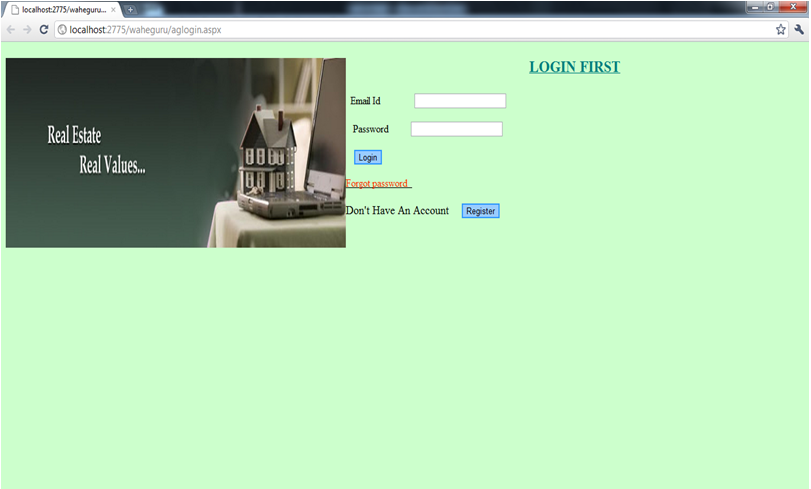 localhost:2775/waheguru...
localhost:2775/waheguru/aglogin.aspx
LOGIN FIRST
Real Estate
Real Values...
Email Id
Password
Login
Forgot password
Don't Have An Account Register